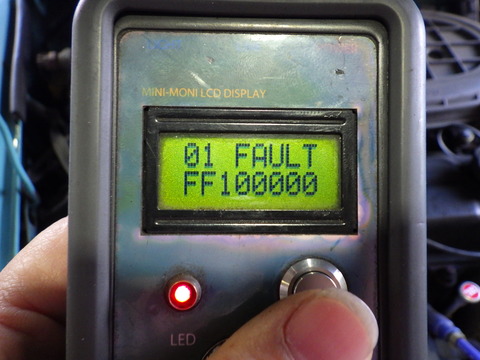 MINI-MONI LCD DISPLAY
01 FAULT
FF100000
LED